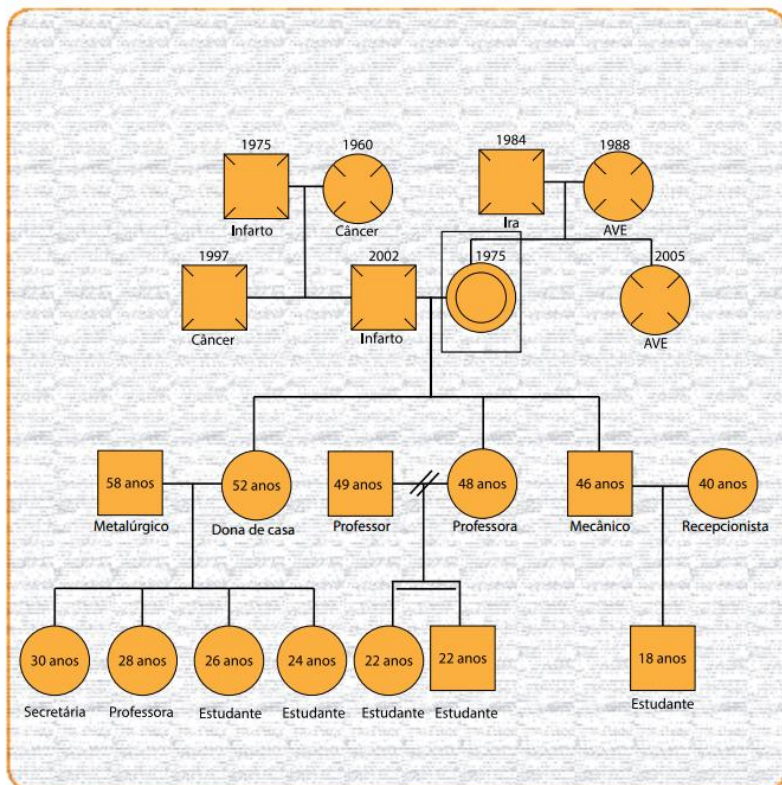 1975
1960
1984
1988
Infarto
Câncer
Ira
AVE
1997
2002
1975
2005
Câncer
Infarto
AVE
58 anos
52 anos
49 anos
48 anos
46 anos
40 anos
Metalúrgico
Dona de casa
Professor
Professora
Mecânico
Recepcionista
30 anos
28 anos
26 anos
24 anos
22 anos
22 anos
18 anos
Secretária
Professora
Estudante
Estudante
Estudante
Estudante
Estudante